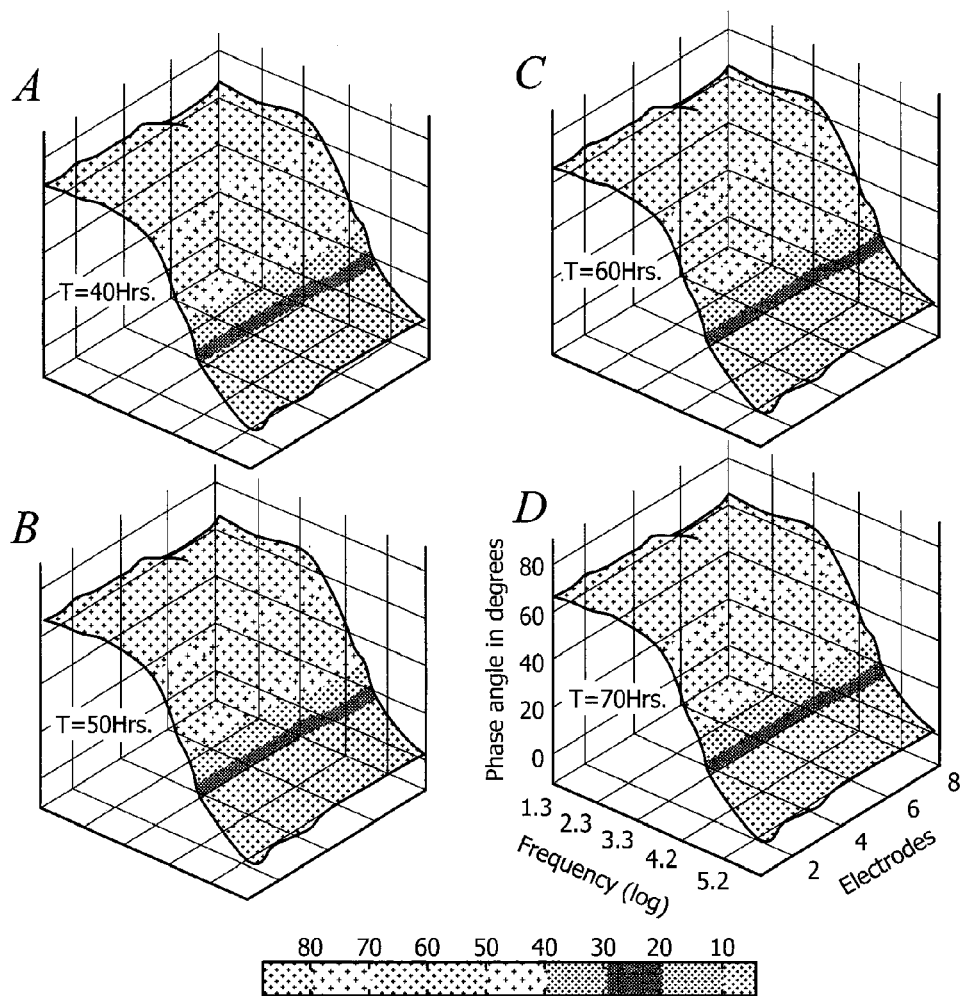 A
C
T=40Hrs.
T=60Hrs.
B
D
T=50Hrs.
T=70Hrs.
Phase angle in degrees
80
60
40
20
0
1.3 2.3 3.3 4.2 5.2
Frequency (log)
2 4 6 8
Electrodes
80 70 60 50 40 30 20 10